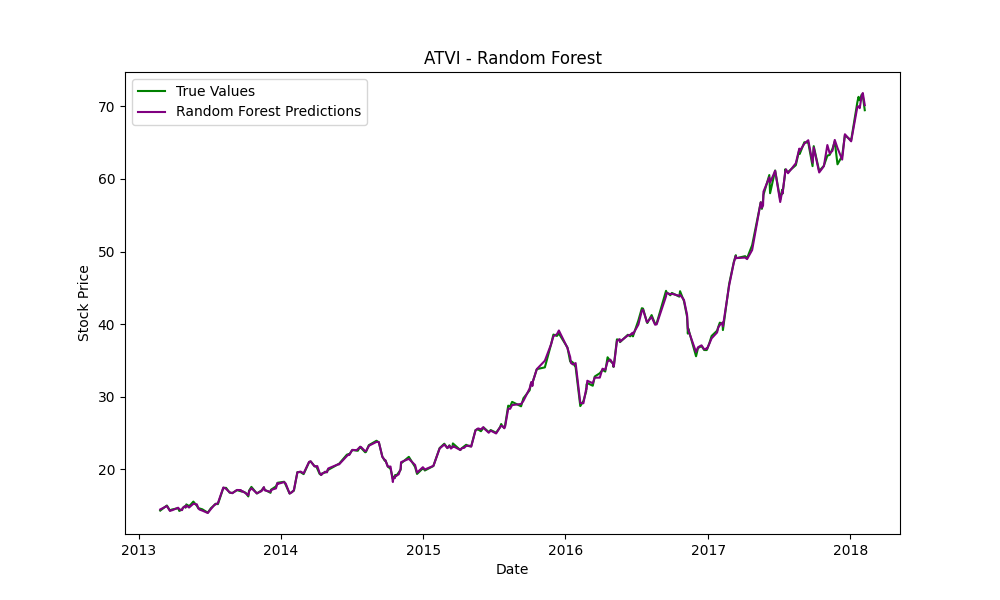 ATVI - Random Forest
True Values
Random Forest Predictions
70
60
50
40
30
20
Stock Price
2013 2014 2015 2016 2017 2018
Date